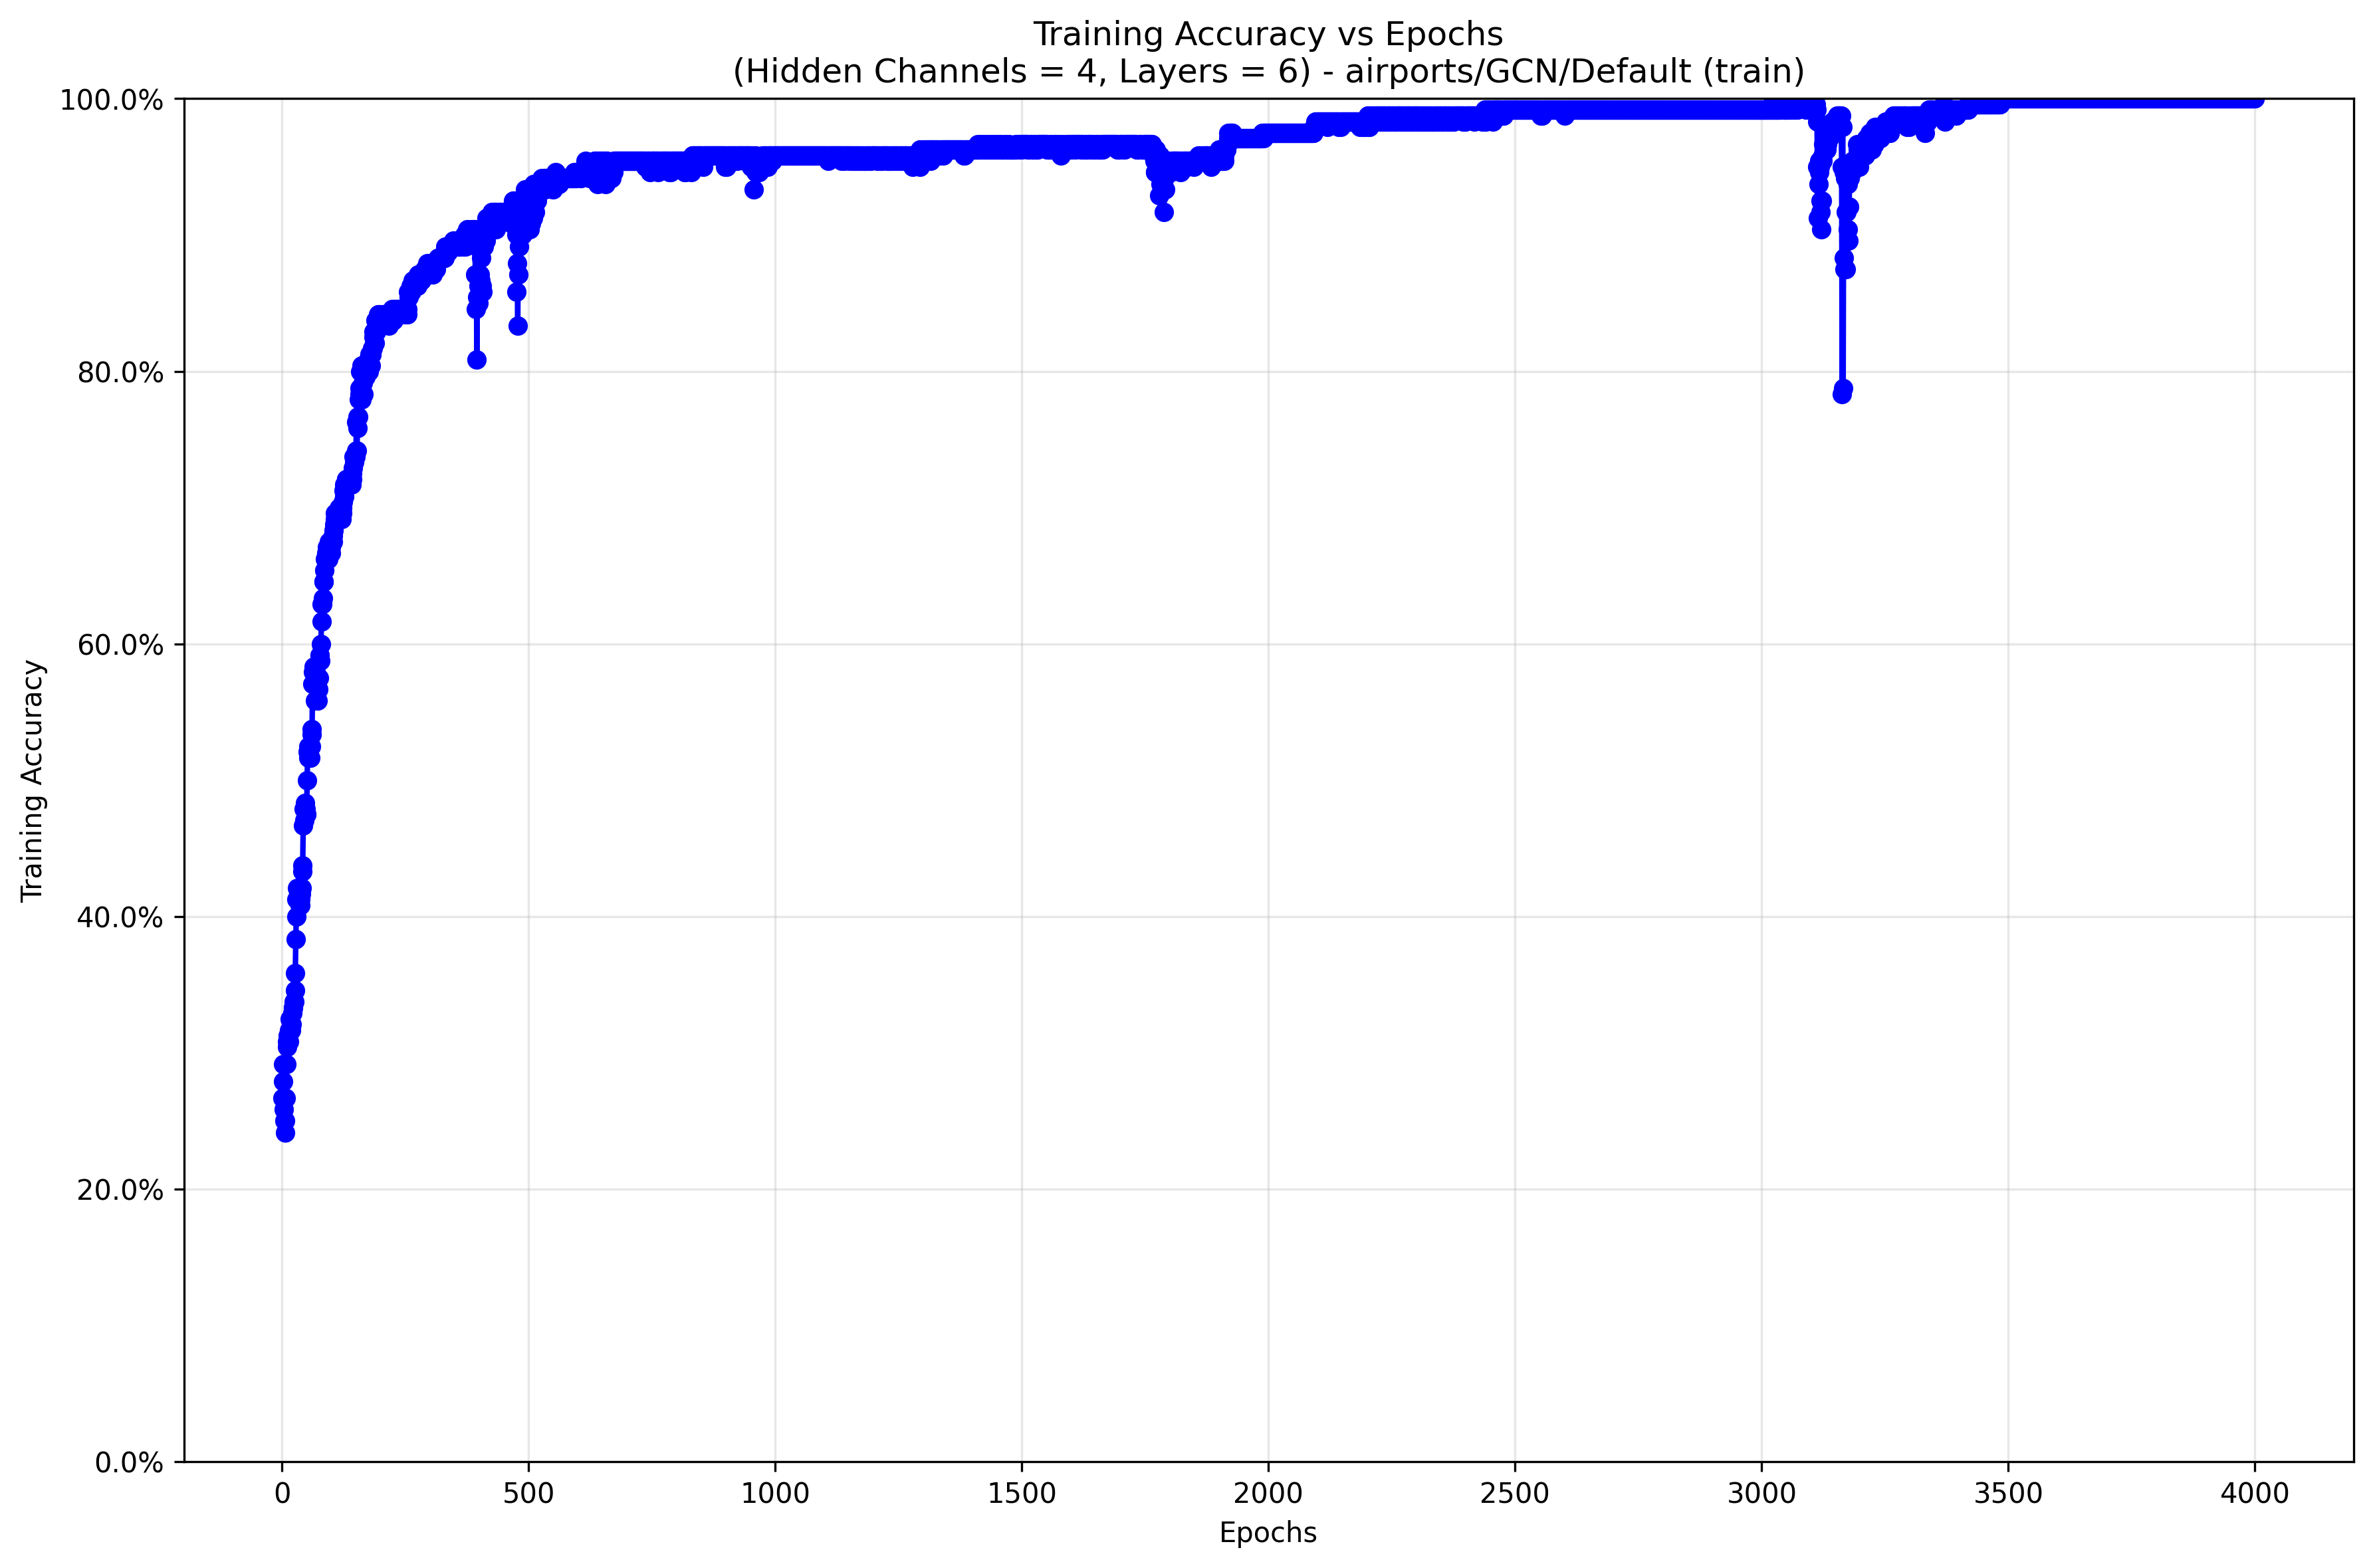 Training Accuracy vs Epochs
(Hidden Channels = 4, Layers = 6) - airports/GCN/Default (train)
100.0%
80.0%
60.0%
40.0%
20.0%
0.0%
Training Accuracy
0 500 1000 1500 2000 2500 3000 3500 4000
Epochs